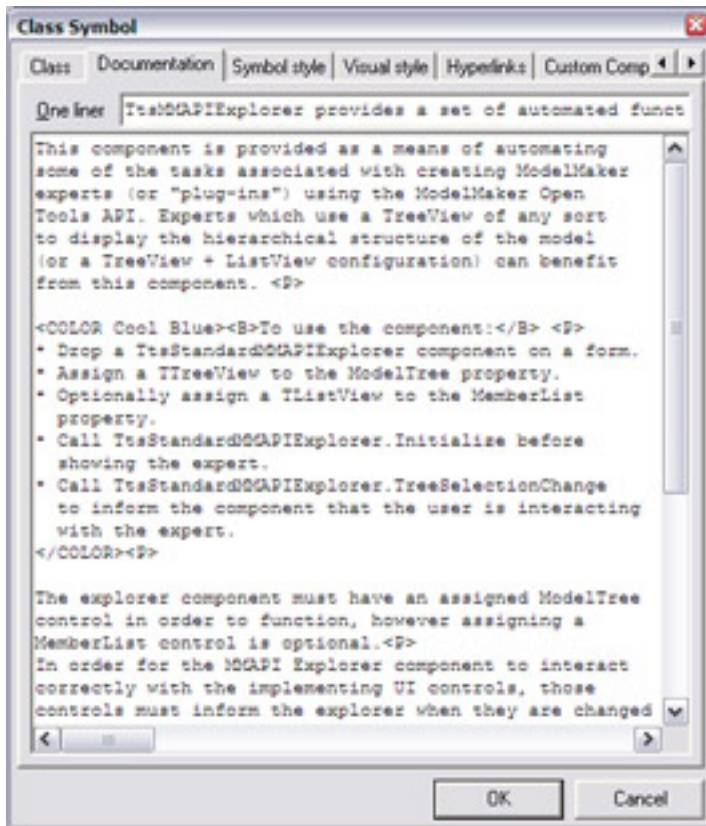 Class Symbol
Class Documentation Symbol style Visual style Hyperlinks Custom Comp
One liner TtsMMAPIExplorer provides a set of automated funct
This component is provided as a means of automating
some of the tasks associated with creating ModelMaker
experts (or "plug-ins") using the ModelMaker Open
Tools API. Experts which use a TreeView of any sort
to display the hierarchical structure of the model
(or a TreeView + ListView configuration) can benefit
from this component. <P>
<COLOR Cool Blue><B>To use the component:</B> <P>
* Drop a TtsStandardMMAPIExplorer component on a form.
* Assign a TTreeView to the ModelTree property.
* Optionally assign a TListView to the MemberList
property.
* Call TtsStandardMMAPIExplorer.Initialize before
showing the expert.
* Call TtsStandardMMAPIExplorer.TreeSelectionChange
to inform the component that the user is interacting
with the expert.
</COLOR><P>
The explorer component must have an assigned ModelTree
control in order to function, however assigning a
MemberList control is optional.<P>
In order for the MMAPI Explorer component to interact
correctly with the implementing UI controls, those
controls must inform the explorer when they are changed
OK Cancel